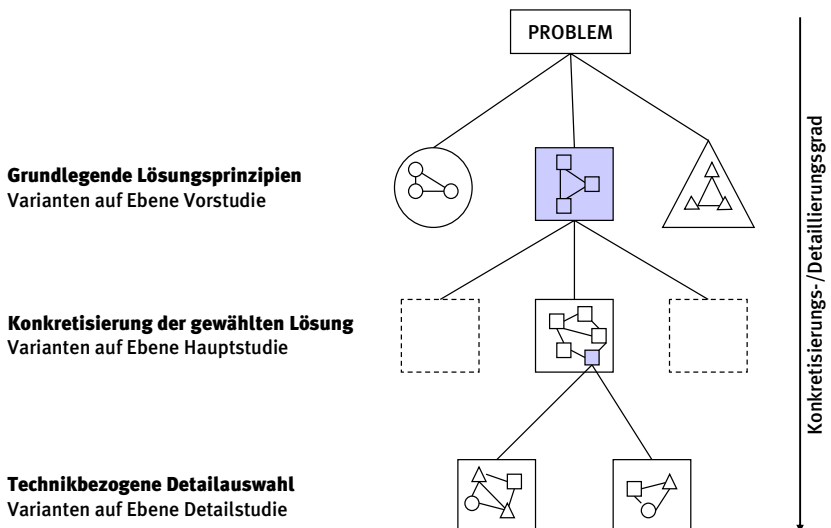 PROBLEM
Grundlegende Lösungsprinzipien
Varianten auf Ebene Vorstudie
Konkretisierung der gewählten Lösung
Varianten auf Ebene Hauptstudie
Technikbezogene Detailauswahl
Varianten auf Ebene Detailstudie
Konkretisierungs-/Detaillierungsgrad